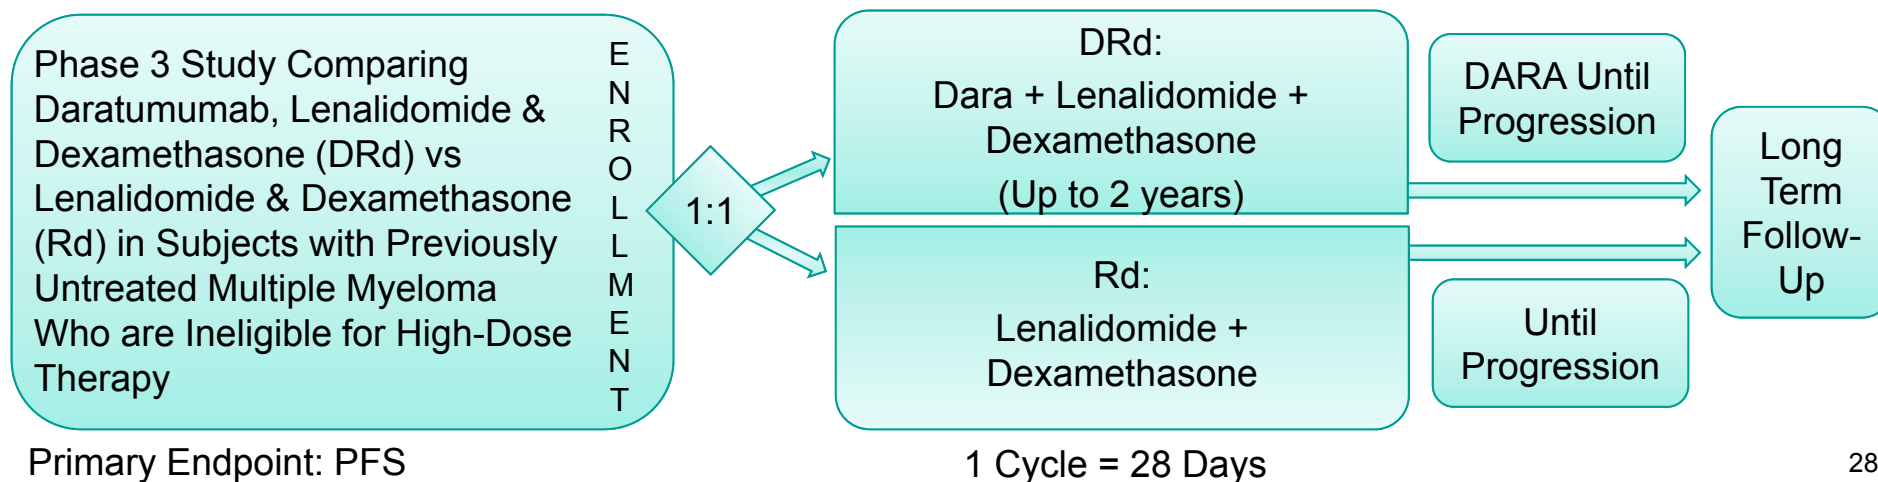 Phase 3 Study Comparing
Daratumumab, Lenalidomide &
Dexamethasone (DRd) vs
Lenalidomide & Dexamethasone
(Rd) in Subjects with Previously
Untreated Multiple Myeloma
Who are Ineligible for High-Dose
Therapy
ENROLLMENT
1:1
DRd:
Dara + Lenalidomide +
Dexamethasone
(Up to 2 years)
DARA Until
Progression
Rd:
Lenalidomide +
Dexamethasone
Until
Progression
Long
Term
Follow-
Up
Primary Endpoint: PFS
1 Cycle = 28 Days
28